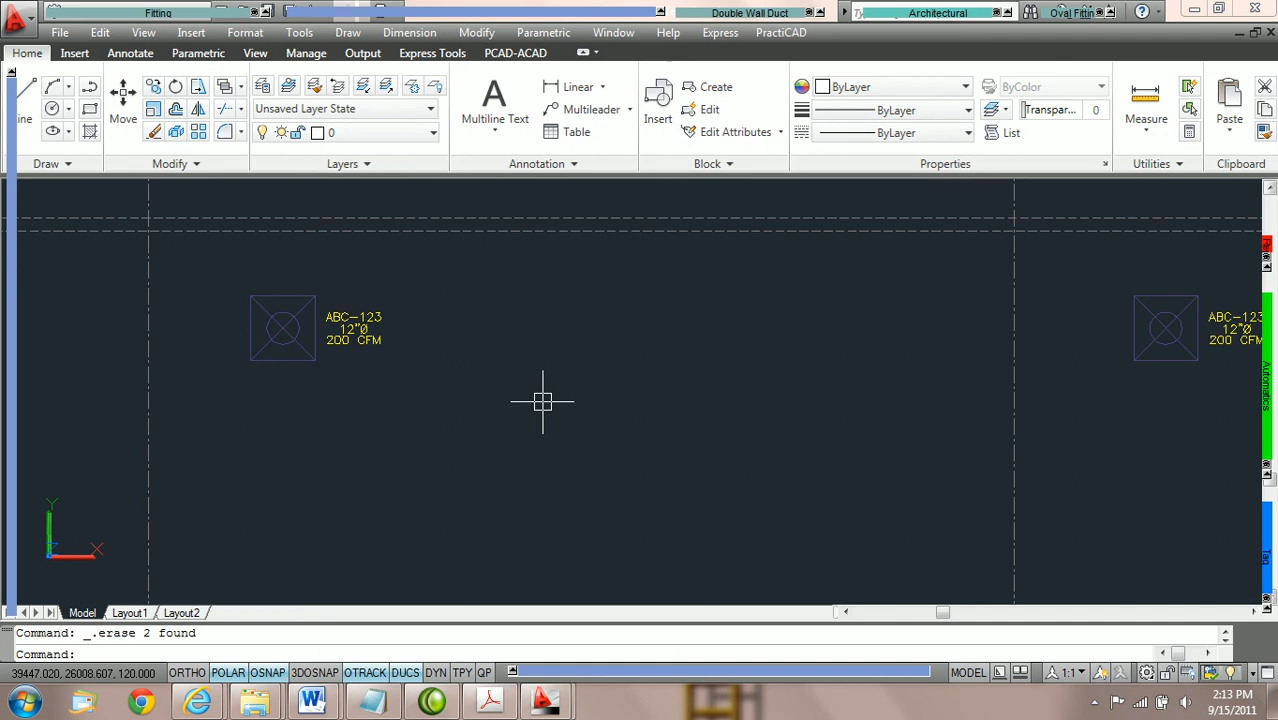 Fitting
Double Wall Duct
Architectural
Oval Fittin
File Edit View Insert Format Tools Draw Dimension Modify Parametric Window Help Express PractiCAD
Home Insert Annotate Parametric View Manage Output Express Tools PCAD-ACAD
Move
Draw
Modify
Unsaved Layer State
0
Layers
Multiline Text
Linear
Multileader
Table
Annotation
Insert
Create
Edit
Edit Attributes
Block
ByLayer
ByLayer
ByLayer
ByColor
Transpar... 0
List
Properties
Measure
Utilities
Paste
Clipboard
ABC-123
12"Ø
200 CFM
ABC-123
12"Ø
200 CFM
Automatics
Tag
Y
X
Model Layout1 Layout2
Command: _.erase 2 found
Command:
39447.020, 26008.607, 120.000 ORTHO POLAR OSNAP 3DOSNAP OTRACK DUCS DYN TPY QP MODEL 1:1
2:13 PM
9/15/2011